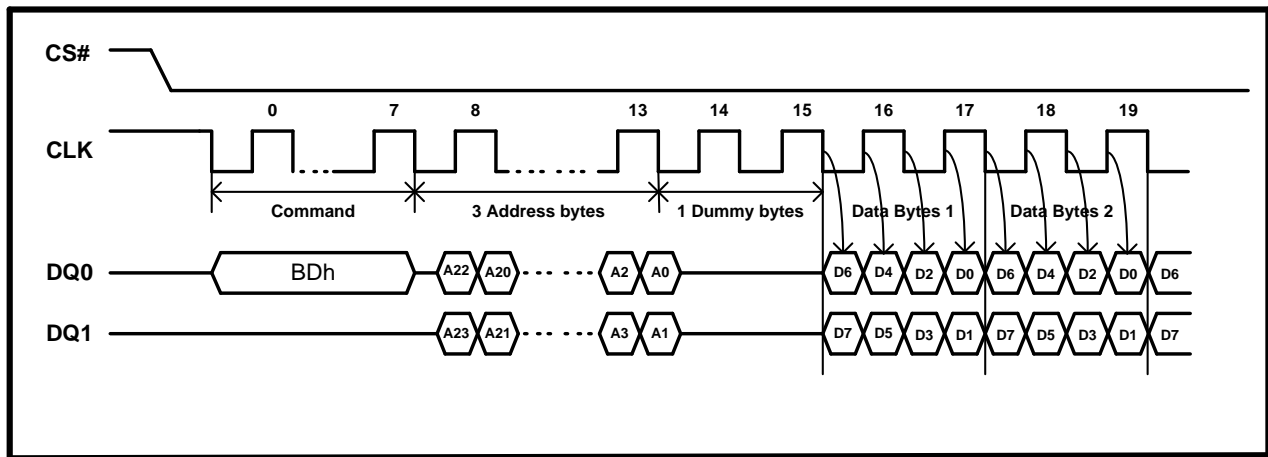 CS#
0 7 8 13 14 15 16 17 18 19
CLK
Command 3 Address bytes 1 Dummy bytes Data Bytes 1 Data Bytes 2
DQ0 BDh A22 A20 A2 A0 D6 D4 D2 D0 D6 D4 D2 D0 D6
DQ1 A23 A21 A3 A1 D7 D5 D3 D1 D7 D5 D3 D1 D7